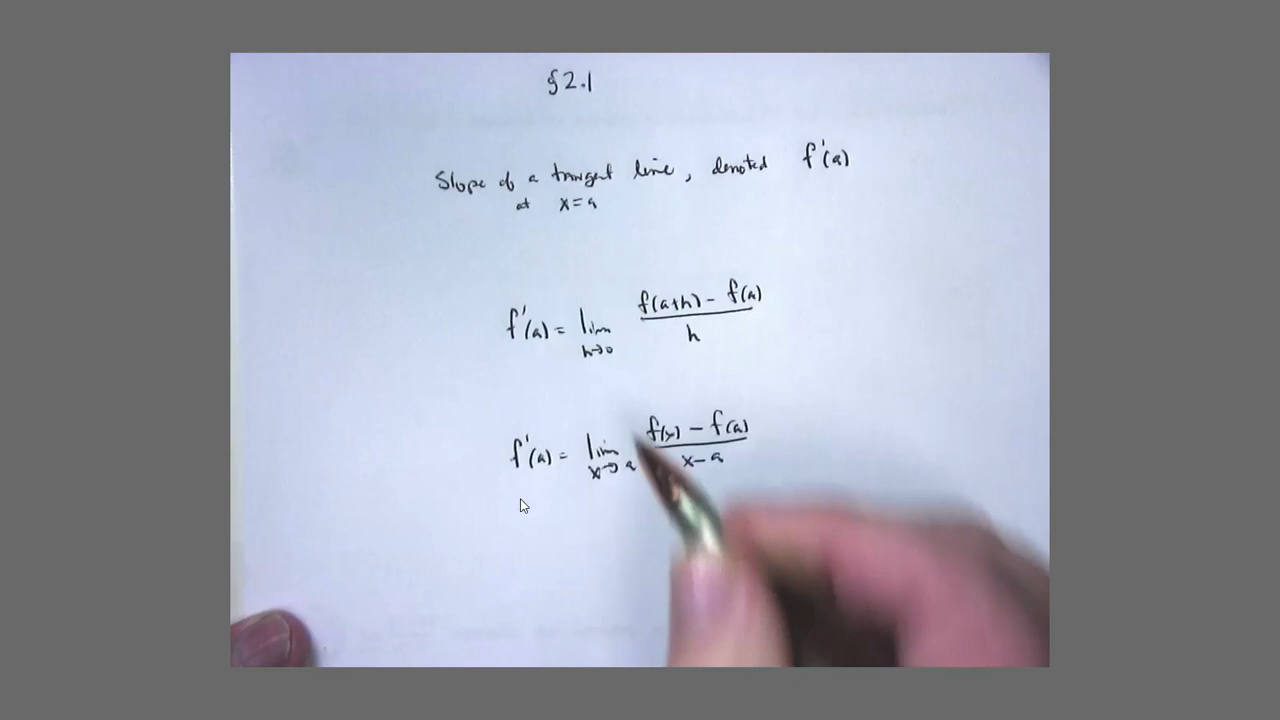 §2.1
Slope of a tangent line, denoted f'(a)
at x=a
f'(a) = lim h→0 f(a+h) - f(a) / h
f'(a) = lim x→a f(x) - f(a) / x-a